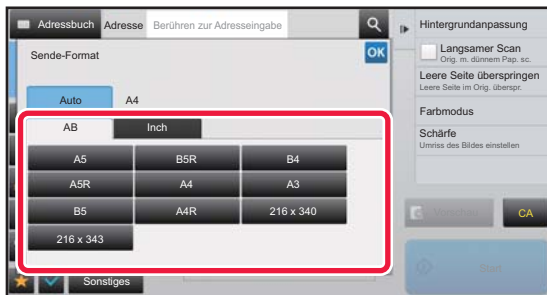 Adressbuch Adresse Berühren zur Adresseingabe
Sende-Format
OK
Auto A4
AB Inch
A5 B5R B4
A5R A4 A3
B5 A4R 216 x 340
216 x 343
Sonstiges
Hintergrundanpassung
Langsamer Scan
Orig. m. dünnem Pap. sc.
Leere Seite überspringen
Leere Seite im Orig. überspr.
Farbmodus
Schärfe
Umriss des Bildes einstellen
Vorschau CA
Start